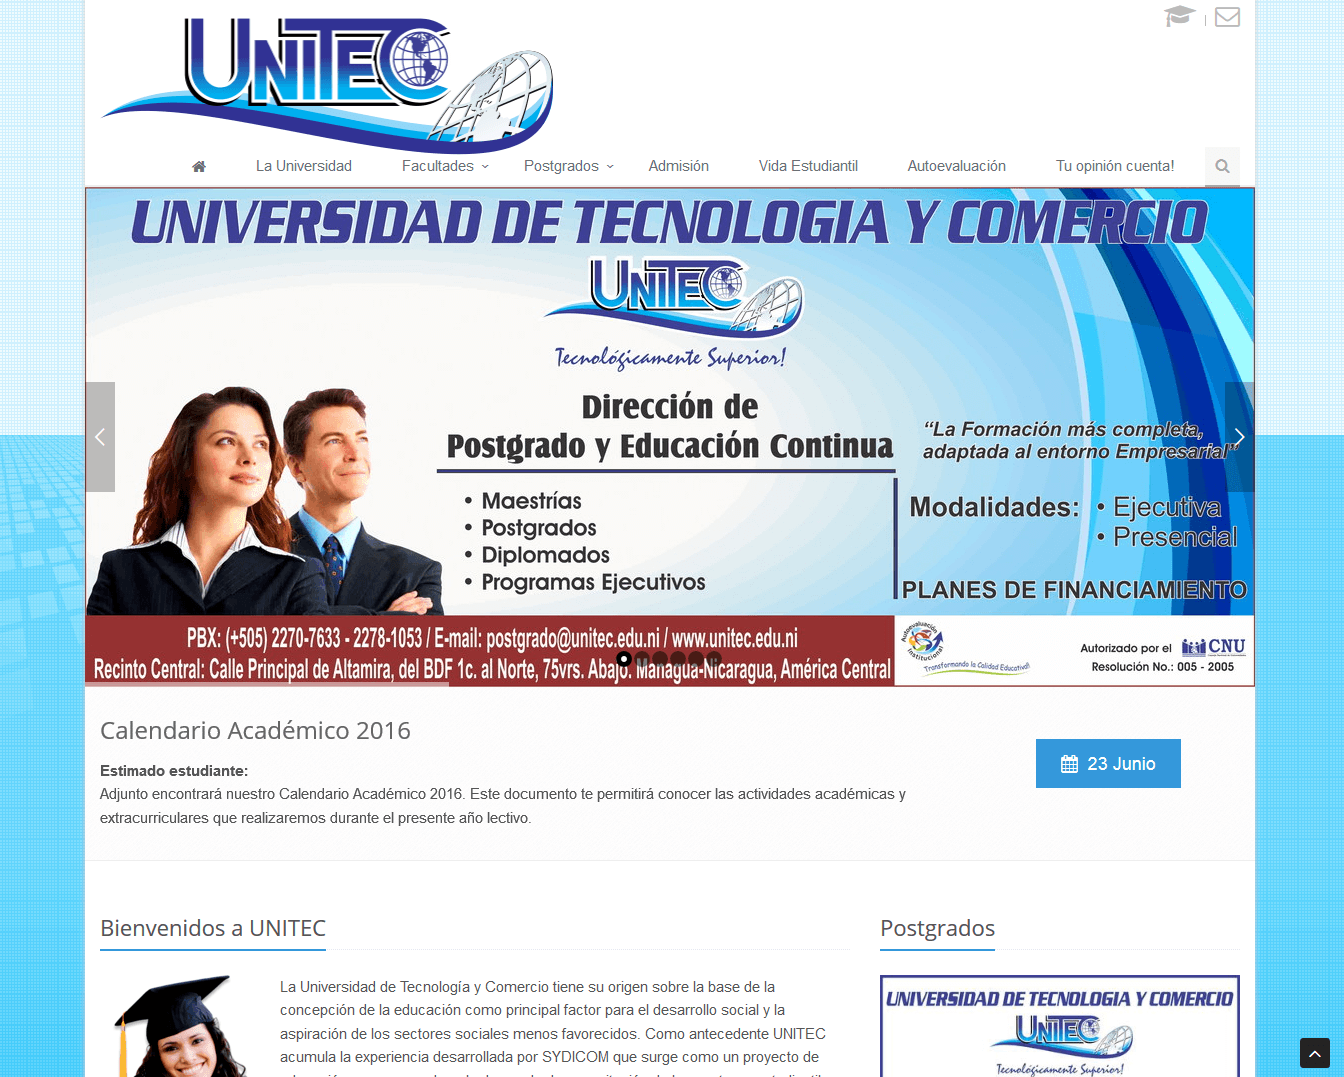 UNITEC
|
La Universidad
Facultades
Postgrados
Admisión
Vida Estudiantil
Autoevaluación
Tu opinión cuenta!
UNIVERSIDAD DE TECNOLOGIA Y COMERCIO
UNITEC
Tecnológicamente Superior!
Dirección de
Postgrado y Educación Continua
• Maestrías
• Postgrados
• Diplomados
• Programas Ejecutivos
“La Formación más completa,
adaptada al entorno Empresarial”
Modalidades: • Ejecutiva
• Presencial
PLANES DE FINANCIAMIENTO
PBX: (+505) 2270-7633 - 2278-1053 / E-mail: postgrado@unitec.edu.ni / www.unitec.edu.ni
Recinto Central: Calle Principal de Altamira, del BDF 1c. al Norte, 75vrs. Abajo. Managua-Nicaragua, América Central
Autoevaluación
Institucional
Transformando la Calidad Educativa!
Autorizado por el CNU
Resolución No.: 005 - 2005
Calendario Académico 2016
Estimado estudiante:
Adjunto encontrará nuestro Calendario Académico 2016. Este documento te permitirá conocer las actividades académicas y
extracurriculares que realizaremos durante el presente año lectivo.
23 Junio
Bienvenidos a UNITEC
La Universidad de Tecnología y Comercio tiene su origen sobre la base de la
concepción de la educación como principal factor para el desarrollo social y la
aspiración de los sectores sociales menos favorecidos. Como antecedente UNITEC
acumula la experiencia desarrollada por SYDICOM que surge como un proyecto de
Postgrados
UNIVERSIDAD DE TECNOLOGIA Y COMERCIO
UNITEC
Tecnológicamente Superior!